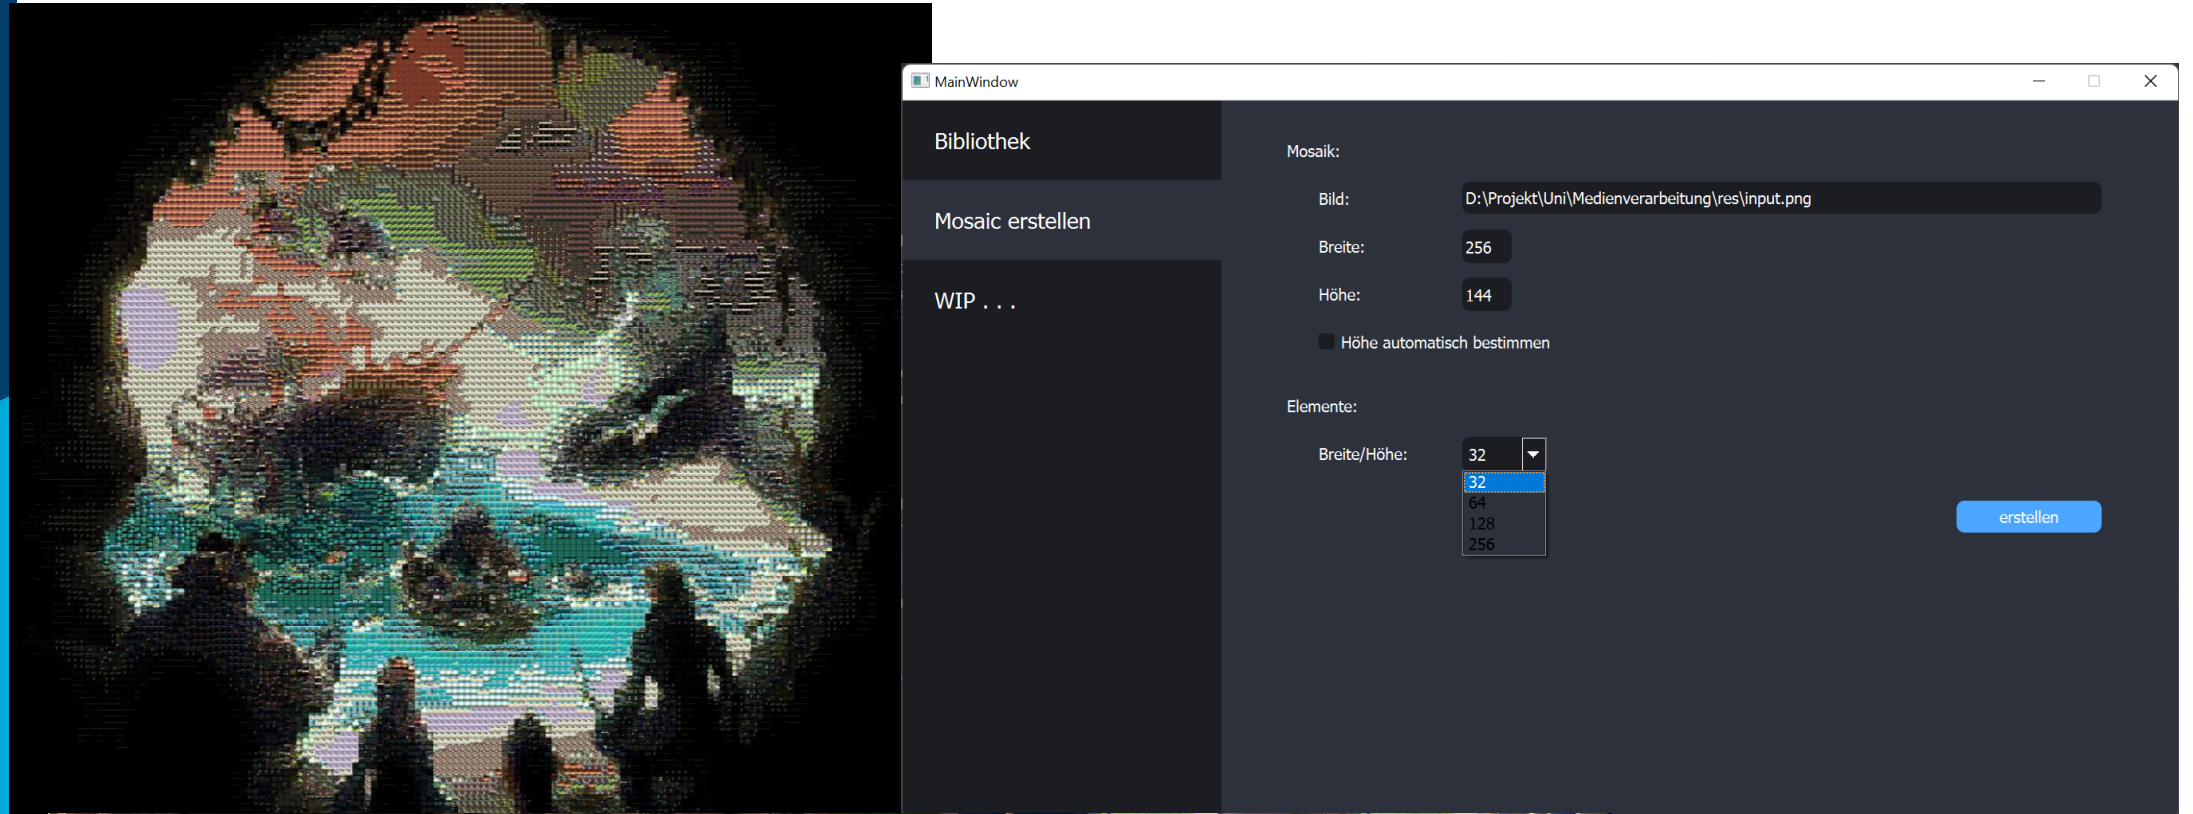 MainWindow
Bibliothek
Mosaic erstellen
WIP . . .
Mosaik:
Bild: D:\Projekt\Uni\Medienverarbeitung\res\input.png
Breite: 256
Höhe: 144
Höhe automatisch bestimmen
Elemente:
Breite/Höhe: 32
32
64
128
256
erstellen